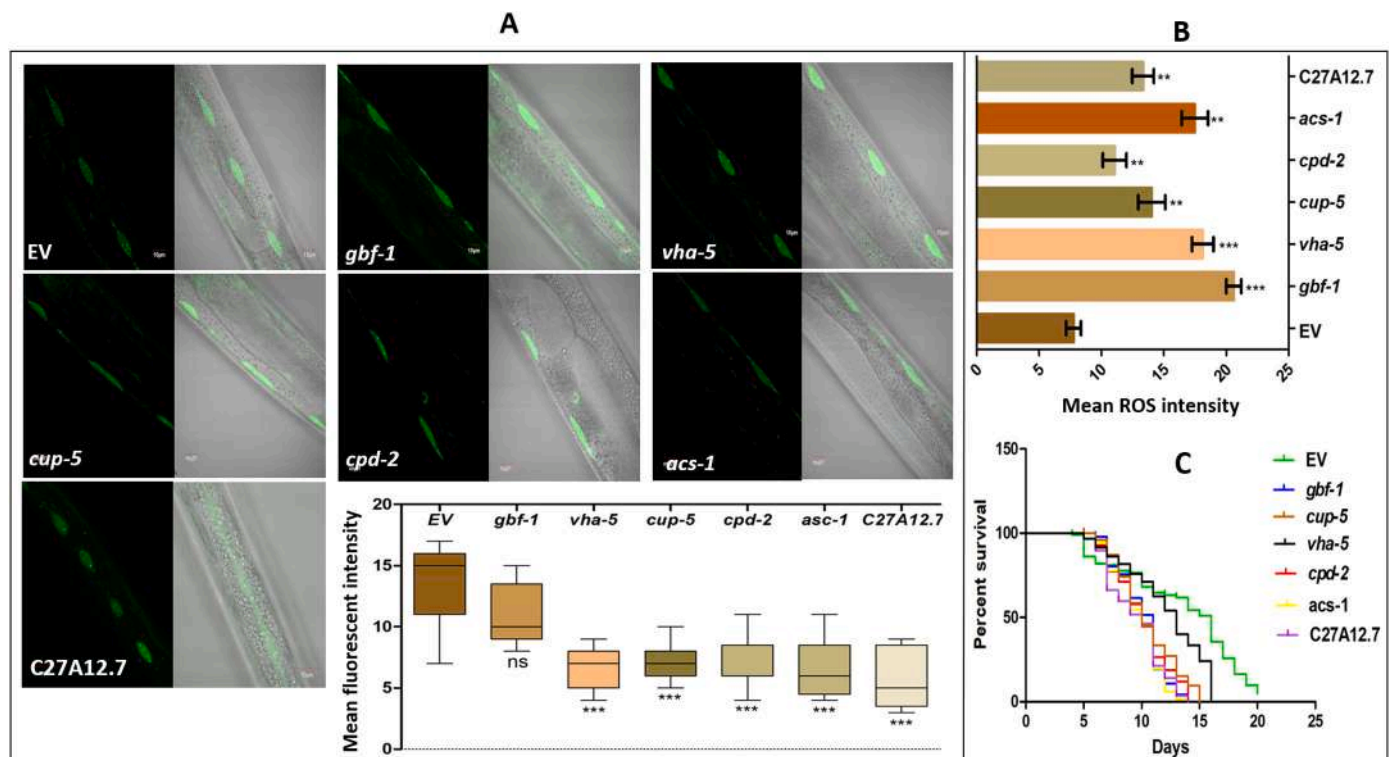 A
B
EV
10μm
gbf-1
10μm
vha-5
10μm
cup-5
cpd-2
acs-1
C27A12.7
20
15
10
5
0
Mean fluorescent intensity
EV gbf-1 vha-5 cup-5 cpd-2 asc-1 C27A12.7
ns
***
***
***
***
***
C27A12.7
acs-1
cpd-2
cup-5
vha-5
gbf-1
EV
**
**
**
**
***
***
0 5 10 15 20 25
Mean ROS intensity
C
150
100
50
0
Percent survival
0 5 10 15 20 25
Days
EV
gbf-1
cup-5
vha-5
cpd-2
acs-1
C27A12.7